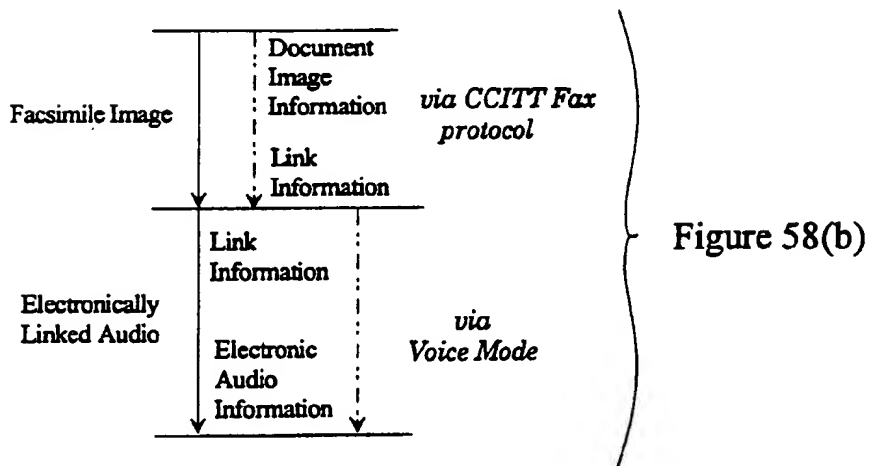 Facsimile Image
Document
Image
Information
Link
Information
via CCITT Fax
protocol
Link
Information
Electronically
Linked Audio
Electronic
Audio
Information
via
Voice Mode
Figure 58(b)